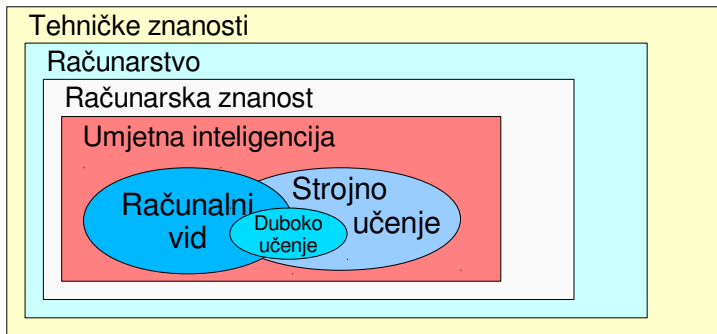 Tehničke znanosti
Računarstvo
Računarska znanost
Umjetna inteligencija
Računalni
vid
Strojno
učenje
Duboko
učenje